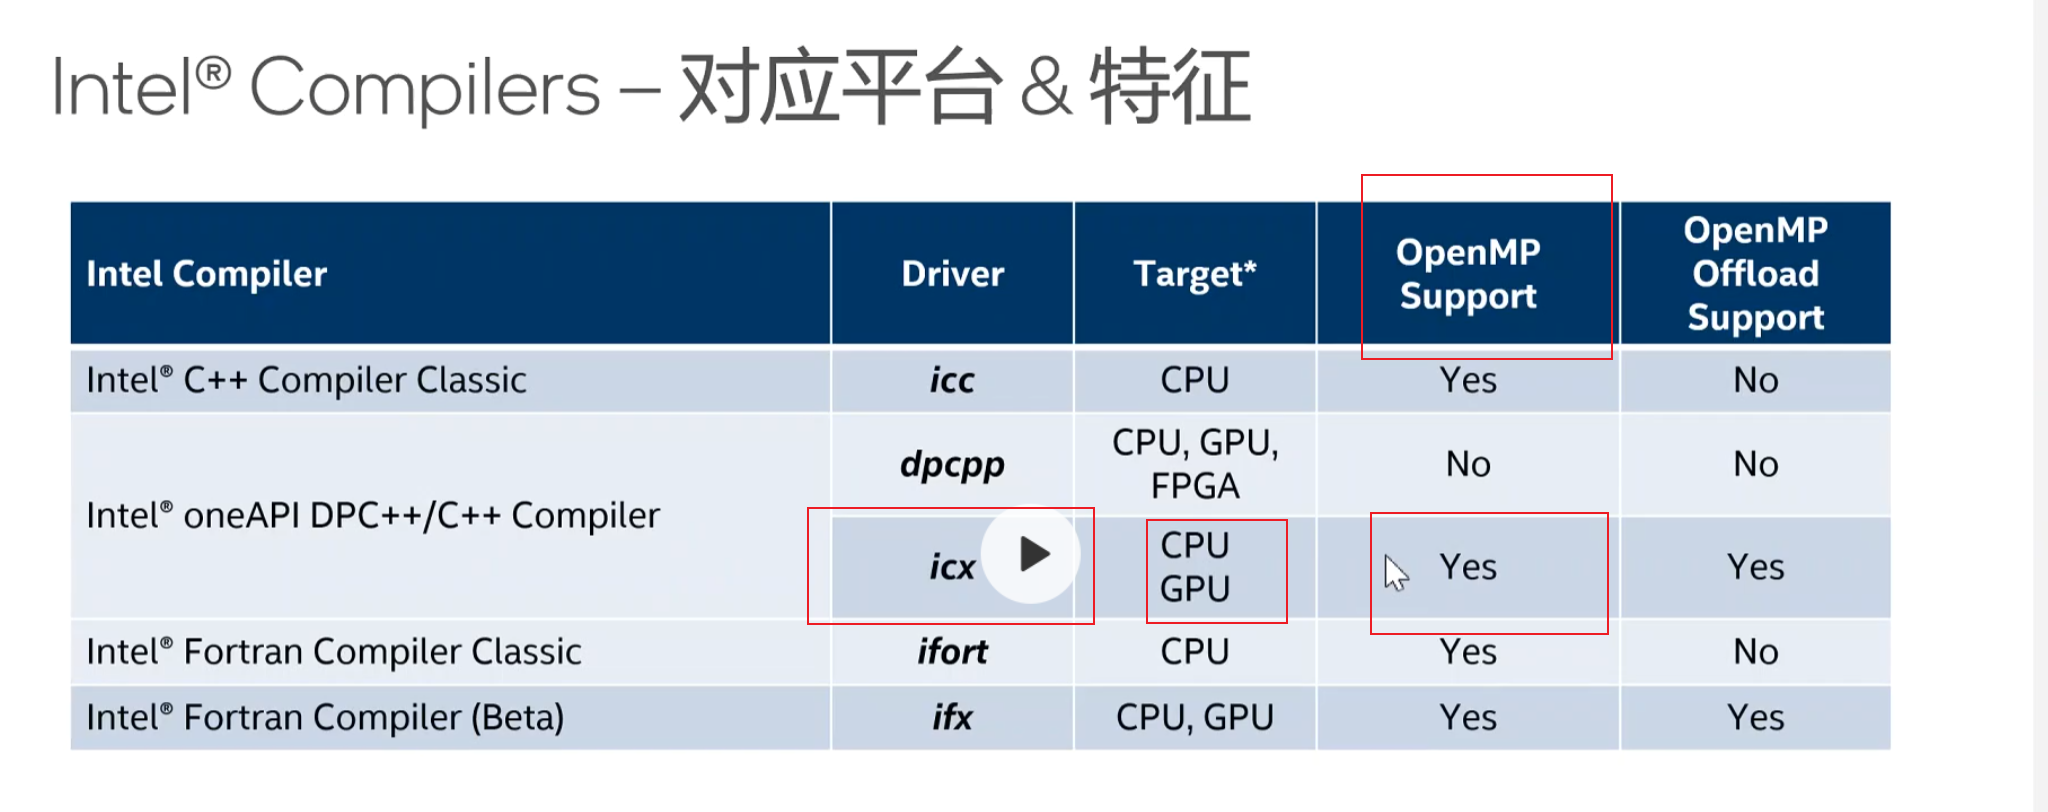 Intel® Compilers – 对应平台 & 特征
Intel Compiler Driver Target* OpenMP Support OpenMP Offload Support
Intel® C++ Compiler Classic icc CPU Yes No
Intel® oneAPI DPC++/C++ Compiler dpcpp CPU, GPU, FPGA No No
icx CPU GPU Yes Yes
Intel® Fortran Compiler Classic ifort CPU Yes No
Intel® Fortran Compiler (Beta) ifx CPU, GPU Yes Yes